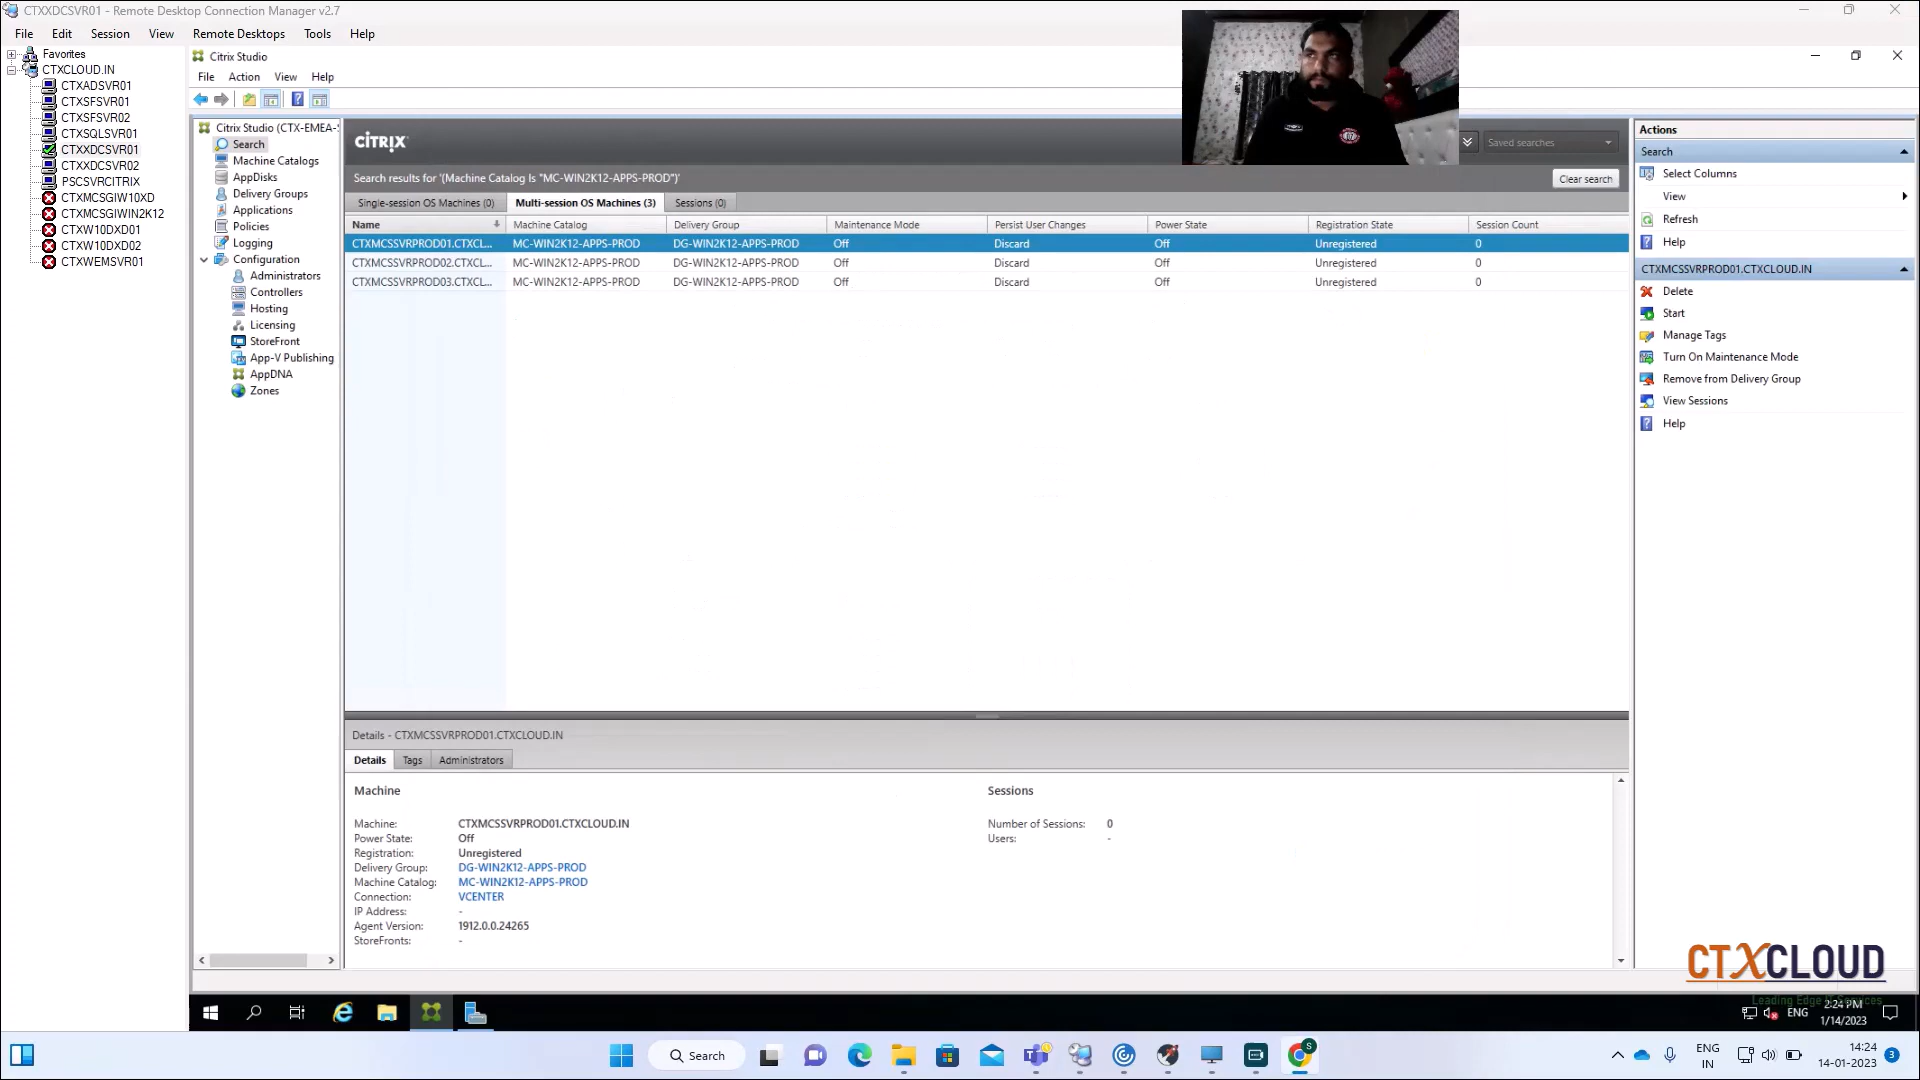 CTXXDCSVR01 - Remote Desktop Connection Manager v2.7
File Edit Session View Remote Desktops Tools Help
Favorites
CTXCLOUD.IN
CTXADSVR01
CTXSFSVR01
CTXSFSVR02
CTXSQLSVR01
CTXXDCSVR01
CTXXDCSVR02
PSCSVRCITRIX
CTXMCSGIW10XD
CTXMCSGIWIN2K12
CTXW10DXD01
CTXW10DXD02
CTXWEMSVR01
Citrix Studio
File Action View Help
Citrix Studio (CTX-EMEA-S
Search
Machine Catalogs
AppDisks
Delivery Groups
Applications
Policies
Logging
Configuration
Administrators
Controllers
Hosting
Licensing
StoreFront
App-V Publishing
AppDNA
Zones
CİTRIX
Saved searches
Search results for '(Machine Catalog Is "MC-WIN2K12-APPS-PROD")'
Clear search
Single-session OS Machines (0) Multi-session OS Machines (3) Sessions (0)
Name Machine Catalog Delivery Group Maintenance Mode Persist User Changes Power State Registration State Session Count
CTXMCSSVRPROD01.CTXCL... MC-WIN2K12-APPS-PROD DG-WIN2K12-APPS-PROD Off Discard Off Unregistered 0
CTXMCSSVRPROD02.CTXCL... MC-WIN2K12-APPS-PROD DG-WIN2K12-APPS-PROD Off Discard Off Unregistered 0
CTXMCSSVRPROD03.CTXCL... MC-WIN2K12-APPS-PROD DG-WIN2K12-APPS-PROD Off Discard Off Unregistered 0
Details - CTXMCSSVRPROD01.CTXCLOUD.IN
Details Tags Administrators
Machine
Machine: CTXMCSSVRPROD01.CTXCLOUD.IN
Power State: Off
Registration: Unregistered
Delivery Group: DG-WIN2K12-APPS-PROD
Machine Catalog: MC-WIN2K12-APPS-PROD
Connection: VCENTER
IP Address: -
Agent Version: 1912.0.0.24265
StoreFronts: -
Sessions
Number of Sessions: 0
Users: -
Actions
Search
Select Columns
View
Refresh
Help
CTXMCSSVRPROD01.CTXCLOUD.IN
Delete
Start
Manage Tags
Turn On Maintenance Mode
Remove from Delivery Group
View Sessions
Help
CTXCLOUD
Leading Edge IT Services
ENG
2:24 PM
1/14/2023
Search
ENG
IN
14:24
14-01-2023
3